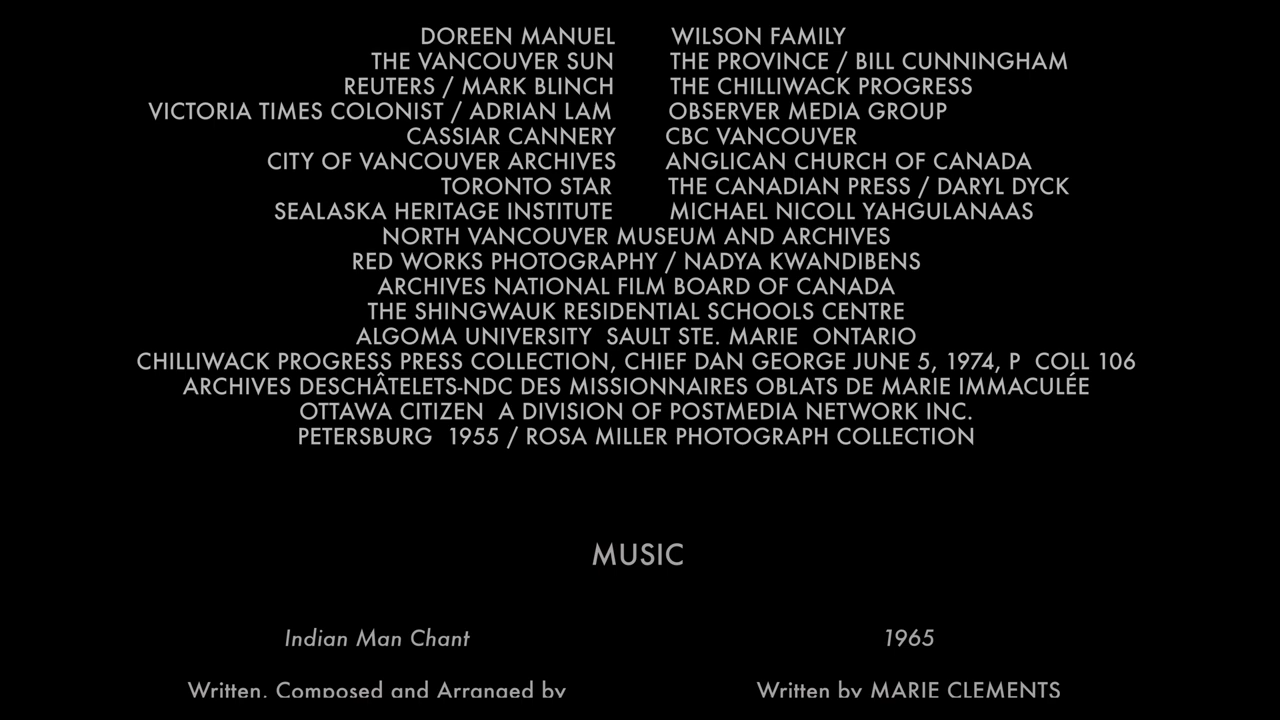 DOREEN MANUEL WILSON FAMILY
THE VANCOUVER SUN THE PROVINCE / BILL CUNNINGHAM
REUTERS / MARK BLINCH THE CHILLIWACK PROGRESS
VICTORIA TIMES COLONIST / ADRIAN LAM OBSERVER MEDIA GROUP
CASSIAR CANNERY CBC VANCOUVER
CITY OF VANCOUVER ARCHIVES ANGLICAN CHURCH OF CANADA
TORONTO STAR THE CANADIAN PRESS / DARYL DYCK
SEALASKA HERITAGE INSTITUTE MICHAEL NICOLL YAHGULANAAS
NORTH VANCOUVER MUSEUM AND ARCHIVES
RED WORKS PHOTOGRAPHY / NADYA KWANDIBENS
ARCHIVES NATIONAL FILM BOARD OF CANADA
THE SHINGWAUK RESIDENTIAL SCHOOLS CENTRE
ALGOMA UNIVERSITY SAULT STE. MARIE ONTARIO
CHILLIWACK PROGRESS PRESS COLLECTION, CHIEF DAN GEORGE JUNE 5, 1974, P COLL 106
ARCHIVES DESCHÂTELETS-NDC DES MISSIONNAIRES OBLATS DE MARIE IMMACULÉE
OTTAWA CITIZEN A DIVISION OF POSTMEDIA NETWORK INC.
PETERSBURG 1955 / ROSA MILLER PHOTOGRAPH COLLECTION
MUSIC
Indian Man Chant 1965
Written, Composed and Arranged by Written by MARIE CLEMENTS